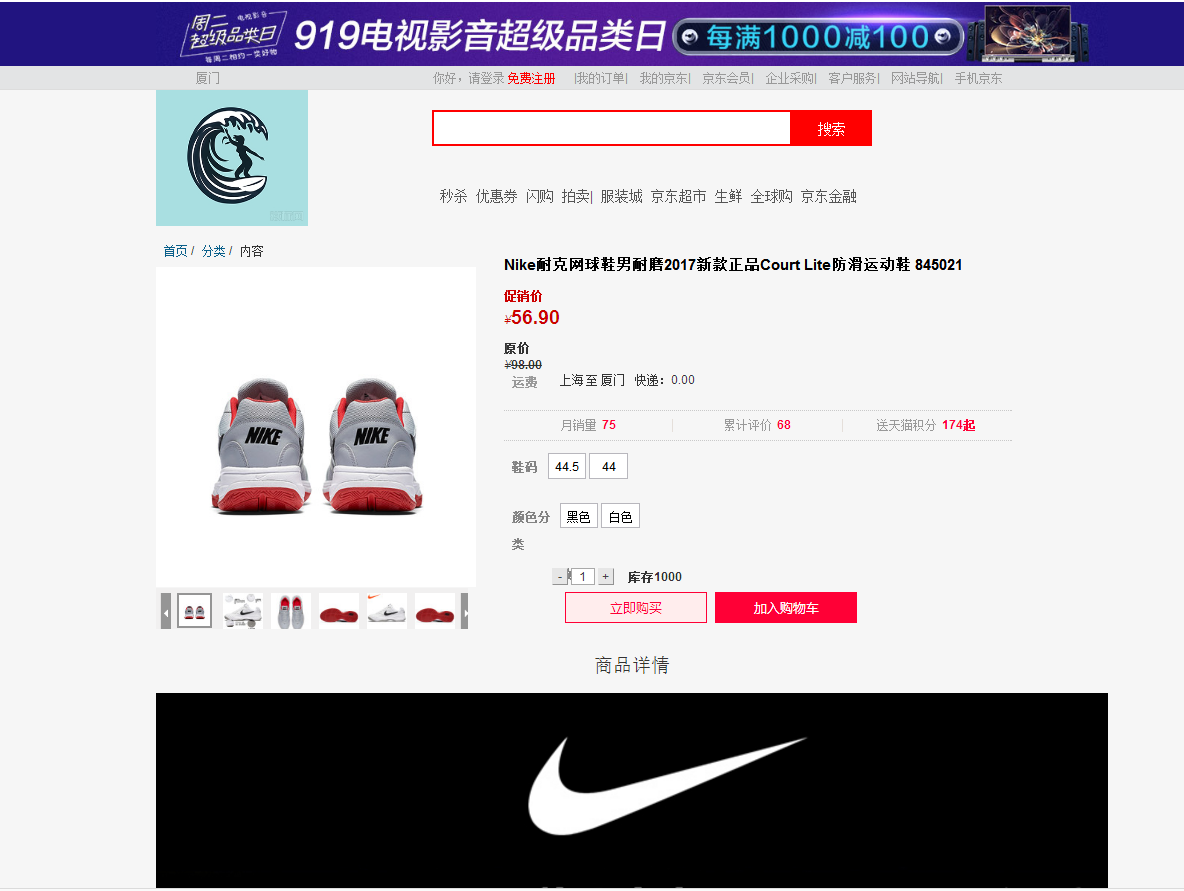 周二 电视影音
超级品类日
每周二相约一类好物
919电视影音超级品类日
每满1000减100
厦门
你好，请登录 免费注册 |我的订单| 我的京东| 京东会员| 企业采购| 客户服务| 网站导航| 手机京东
搜索
秒杀 优惠券 闪购 拍卖| 服装城 京东超市 生鲜 全球购 京东金融
首页 / 分类 / 内容
Nike耐克网球鞋男耐磨2017新款正品Court Lite防滑运动鞋 845021
促销价
¥56.90
原价
¥98.00
运费 上海 至 厦门 快递：0.00
月销量 75 累计评价 68 送天猫积分 174起
鞋码 44.5 44
颜色分类 黑色 白色
- 1 + 库存1000
立即购买 加入购物车
NIKE NIKE
商品详情